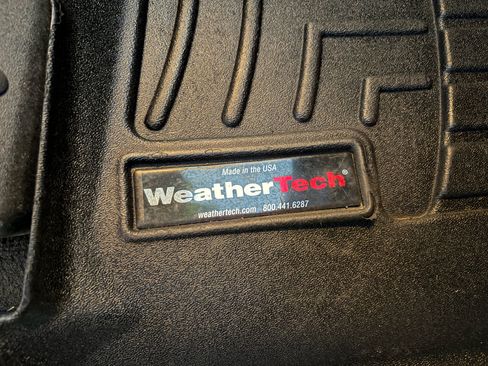 Made in the USA
WeatherTech®
weathertech.com 800.441.6287